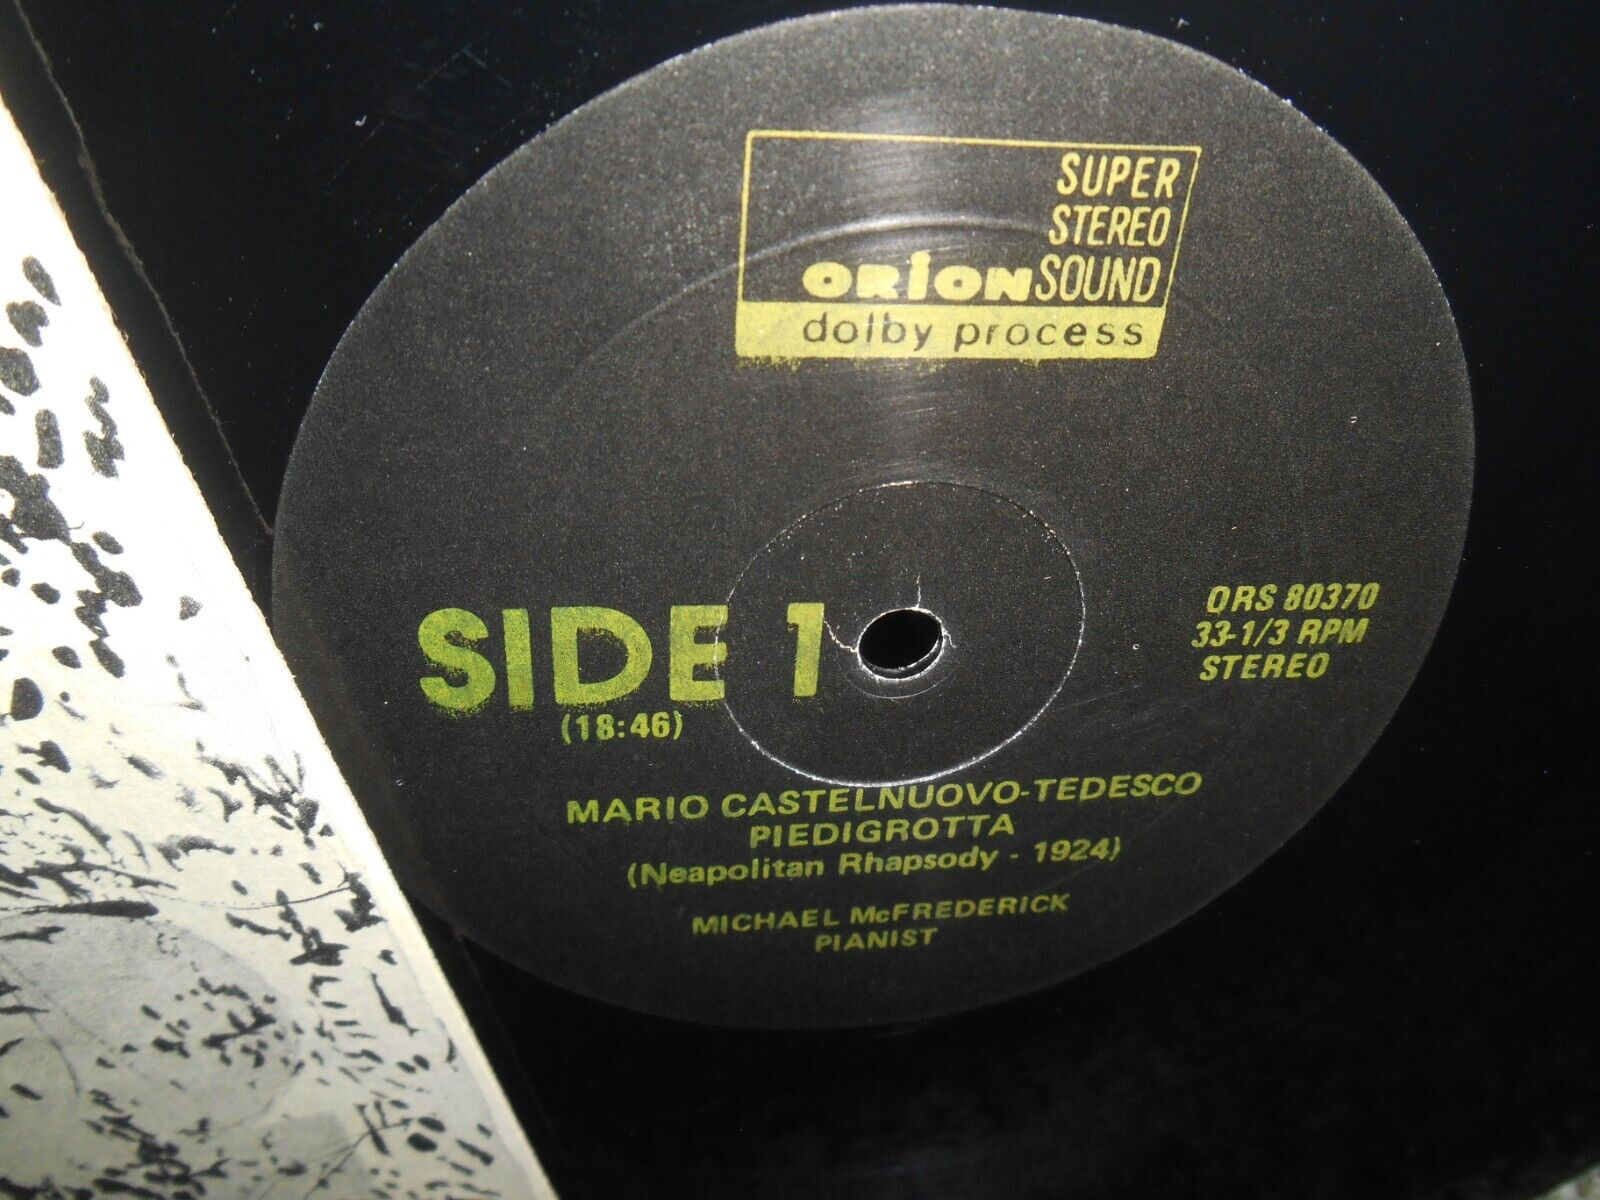 SUPER
STEREO
ORION SOUND
dolby process
SIDE 1
(18:46)
ORS 80370
33-1/3 RPM
STEREO
MARIO CASTELNUOVO-TEDESCO
PIEDIGROTTA
(Neapolitan Rhapsody - 1924)
MICHAEL McFREDERICK
PIANIST